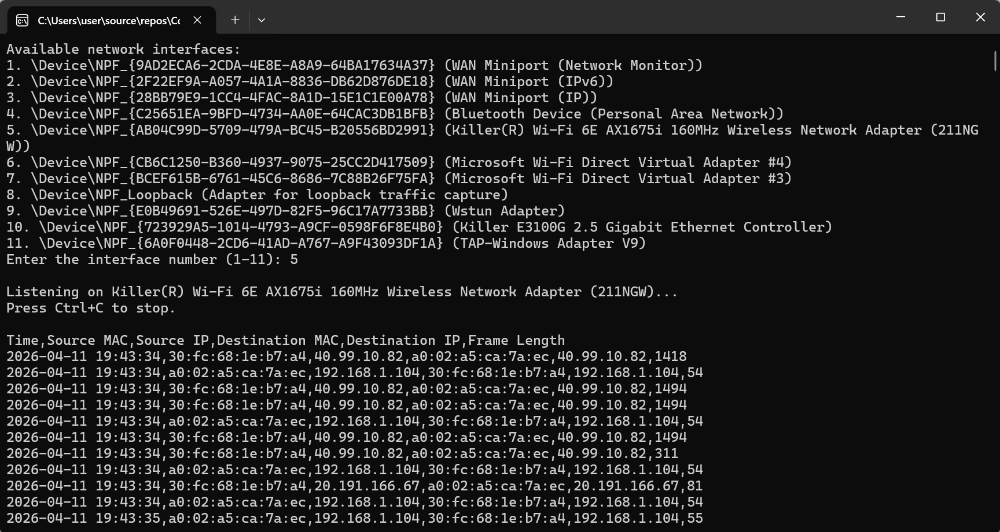 C:\Users\user\source\repos\Co
Available network interfaces:
1. \Device\NPF_{9AD2ECA6-2CDA-4E8E-A8A9-64BA17634A37} (WAN Miniport (Network Monitor))
2. \Device\NPF_{2F22EF9A-A057-4A1A-8836-DB62D876DE18} (WAN Miniport (IPv6))
3. \Device\NPF_{28BB79E9-1CC4-4FAC-8A1D-15E1C1E00A78} (WAN Miniport (IP))
4. \Device\NPF_{C25651EA-9BFD-4734-AA0E-64CAC3DB1BFB} (Bluetooth Device (Personal Area Network))
5. \Device\NPF_{AB04C99D-5709-479A-BC45-B20556BD2991} (Killer(R) Wi-Fi 6E AX1675i 160MHz Wireless Network Adapter (211NG
W))
6. \Device\NPF_{CB6C1250-B360-4937-9075-25CC2D417509} (Microsoft Wi-Fi Direct Virtual Adapter #4)
7. \Device\NPF_{BCEF615B-6761-45C6-8686-7C88B26F75FA} (Microsoft Wi-Fi Direct Virtual Adapter #3)
8. \Device\NPF_Loopback (Adapter for loopback traffic capture)
9. \Device\NPF_{E0B49691-526E-497D-82F5-96C17A7733BB} (Wstun Adapter)
10. \Device\NPF_{723929A5-1014-4793-A9CF-0598F6F8E4B0} (Killer E3100G 2.5 Gigabit Ethernet Controller)
11. \Device\NPF_{6A0F0448-2CD6-41AD-A767-A9F43093DF1A} (TAP-Windows Adapter V9)
Enter the interface number (1-11): 5
Listening on Killer(R) Wi-Fi 6E AX1675i 160MHz Wireless Network Adapter (211NGW)...
Press Ctrl+C to stop.
Time,Source MAC,Source IP,Destination MAC,Destination IP,Frame Length
2026-04-11 19:43:34,30:fc:68:1e:b7:a4,40.99.10.82,a0:02:a5:ca:7a:ec,40.99.10.82,1418
2026-04-11 19:43:34,a0:02:a5:ca:7a:ec,192.168.1.104,30:fc:68:1e:b7:a4,192.168.1.104,54
2026-04-11 19:43:34,30:fc:68:1e:b7:a4,40.99.10.82,a0:02:a5:ca:7a:ec,40.99.10.82,1494
2026-04-11 19:43:34,30:fc:68:1e:b7:a4,40.99.10.82,a0:02:a5:ca:7a:ec,40.99.10.82,1494
2026-04-11 19:43:34,a0:02:a5:ca:7a:ec,192.168.1.104,30:fc:68:1e:b7:a4,192.168.1.104,54
2026-04-11 19:43:34,30:fc:68:1e:b7:a4,40.99.10.82,a0:02:a5:ca:7a:ec,40.99.10.82,1494
2026-04-11 19:43:34,30:fc:68:1e:b7:a4,40.99.10.82,a0:02:a5:ca:7a:ec,40.99.10.82,311
2026-04-11 19:43:34,a0:02:a5:ca:7a:ec,192.168.1.104,30:fc:68:1e:b7:a4,192.168.1.104,54
2026-04-11 19:43:34,30:fc:68:1e:b7:a4,20.191.166.67,a0:02:a5:ca:7a:ec,20.191.166.67,81
2026-04-11 19:43:34,a0:02:a5:ca:7a:ec,192.168.1.104,30:fc:68:1e:b7:a4,192.168.1.104,54
2026-04-11 19:43:35,a0:02:a5:ca:7a:ec,192.168.1.104,30:fc:68:1e:b7:a4,192.168.1.104,55